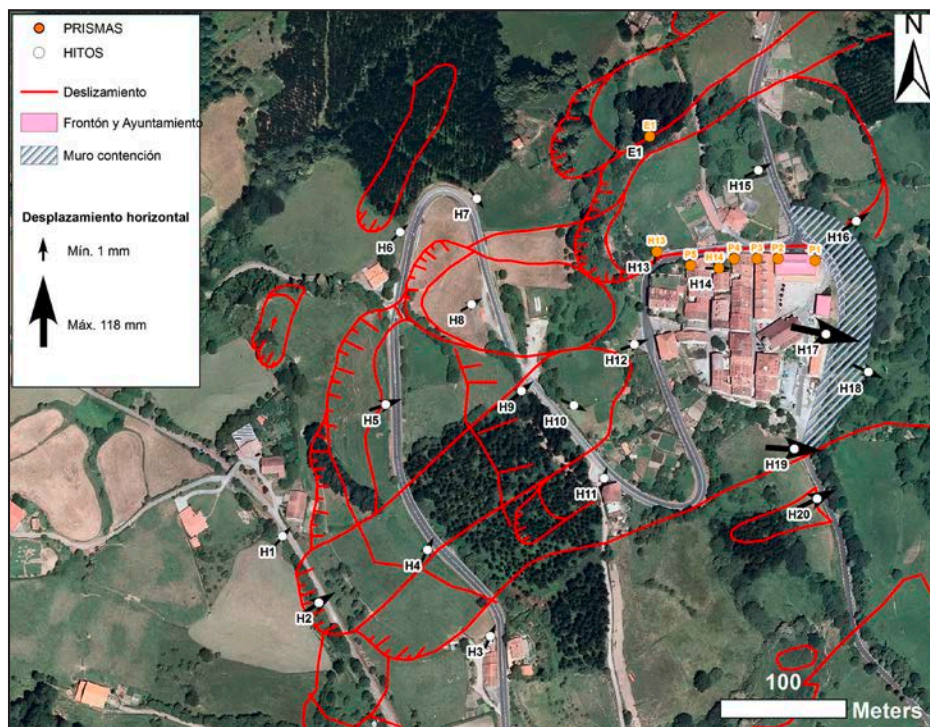 PRISMAS
HITOS
Deslizamiento
Frontón y Ayuntamiento
Muro contención
Desplazamiento horizontal
Mín. 1 mm
Máx. 118 mm
N
E1
E1
H15
H16
H7
H6
H13
H13
P5
H14
P4
P3
P2
P1
H14
H8
H12
H17
H18
H5
H9
H10
H19
H11
H20
H1
H4
H2
H3
100
Meters